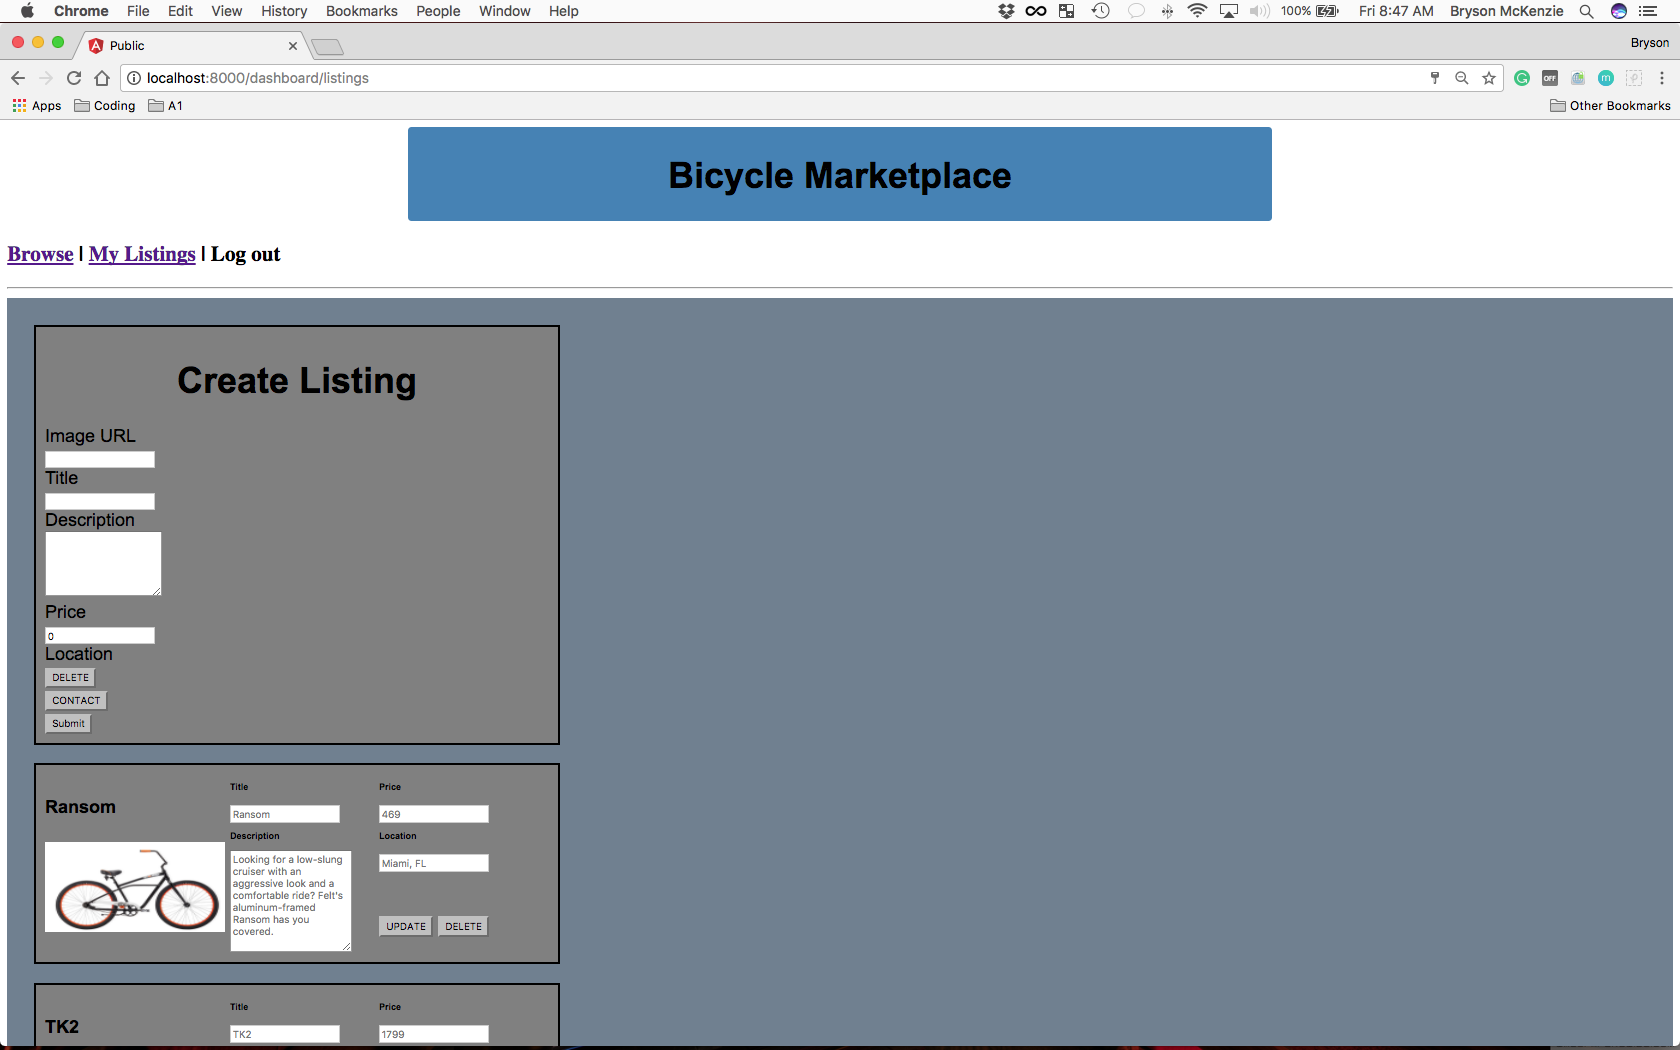 Chrome File Edit View History Bookmarks People Window Help 100% Fri 8:47 AM Bryson McKenzie
Public Bryson
localhost:8000/dashboard/listings
Apps Coding A1 Other Bookmarks
Bicycle Marketplace
Browse | My Listings | Log out
Create Listing
Image URL
Title
Description
Price
0
Location
DELETE
CONTACT
Submit
Ransom
Title
Ransom
Description
Looking for a low-slung
cruiser with an
aggressive look and a
comfortable ride? Felt's
aluminum-framed
Ransom has you
covered.
Price
469
Location
Miami, FL
UPDATE DELETE
TK2
Title
TK2
Price
1799